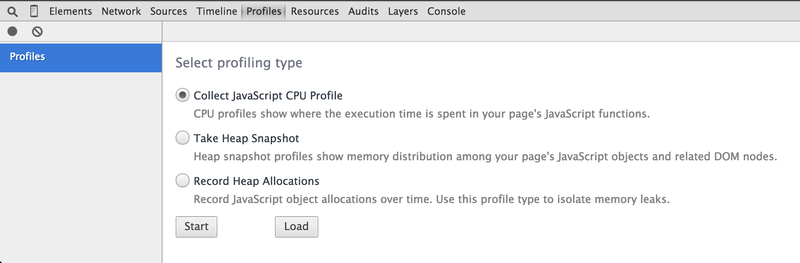 Elements Network Sources Timeline Profiles Resources Audits Layers Console
Profiles
Select profiling type
Collect JavaScript CPU Profile
CPU profiles show where the execution time is spent in your page's JavaScript functions.
Take Heap Snapshot
Heap snapshot profiles show memory distribution among your page's JavaScript objects and related DOM nodes.
Record Heap Allocations
Record JavaScript object allocations over time. Use this profile type to isolate memory leaks.
Start Load